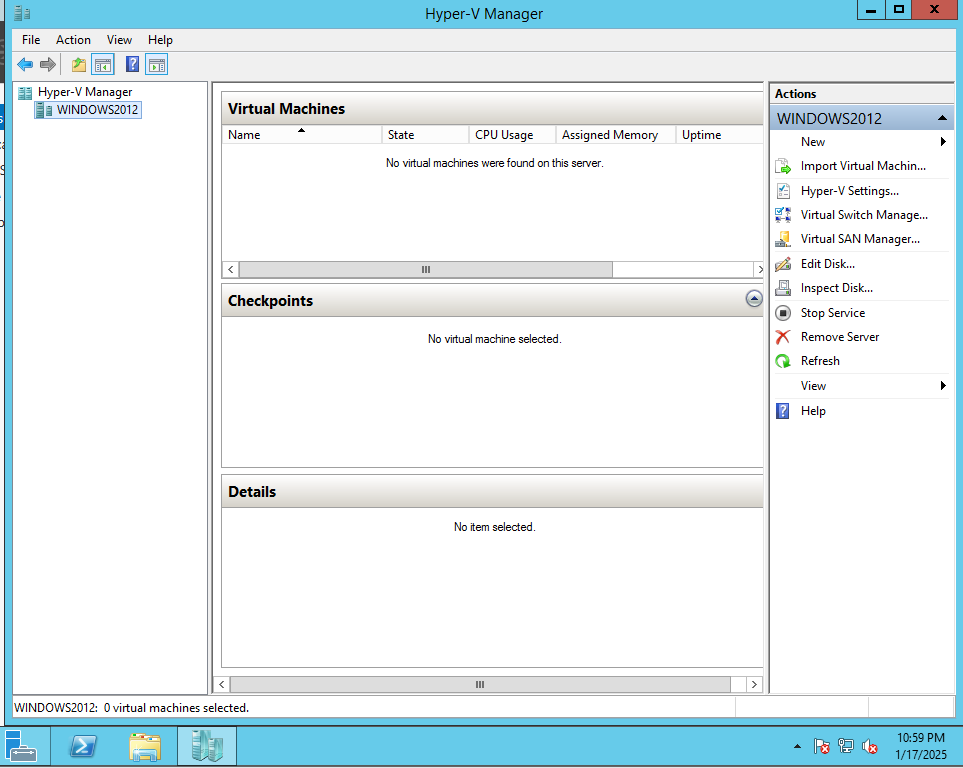 Hyper-V Manager
File Action View Help
Hyper-V Manager
WINDOWS2012
Virtual Machines
Name State CPU Usage Assigned Memory Uptime
No virtual machines were found on this server.
Checkpoints
No virtual machine selected.
Details
No item selected.
Actions
WINDOWS2012
New
Import Virtual Machin...
Hyper-V Settings...
Virtual Switch Manage...
Virtual SAN Manager...
Edit Disk...
Inspect Disk...
Stop Service
Remove Server
Refresh
View
Help
WINDOWS2012: 0 virtual machines selected.
10:59 PM
1/17/2025